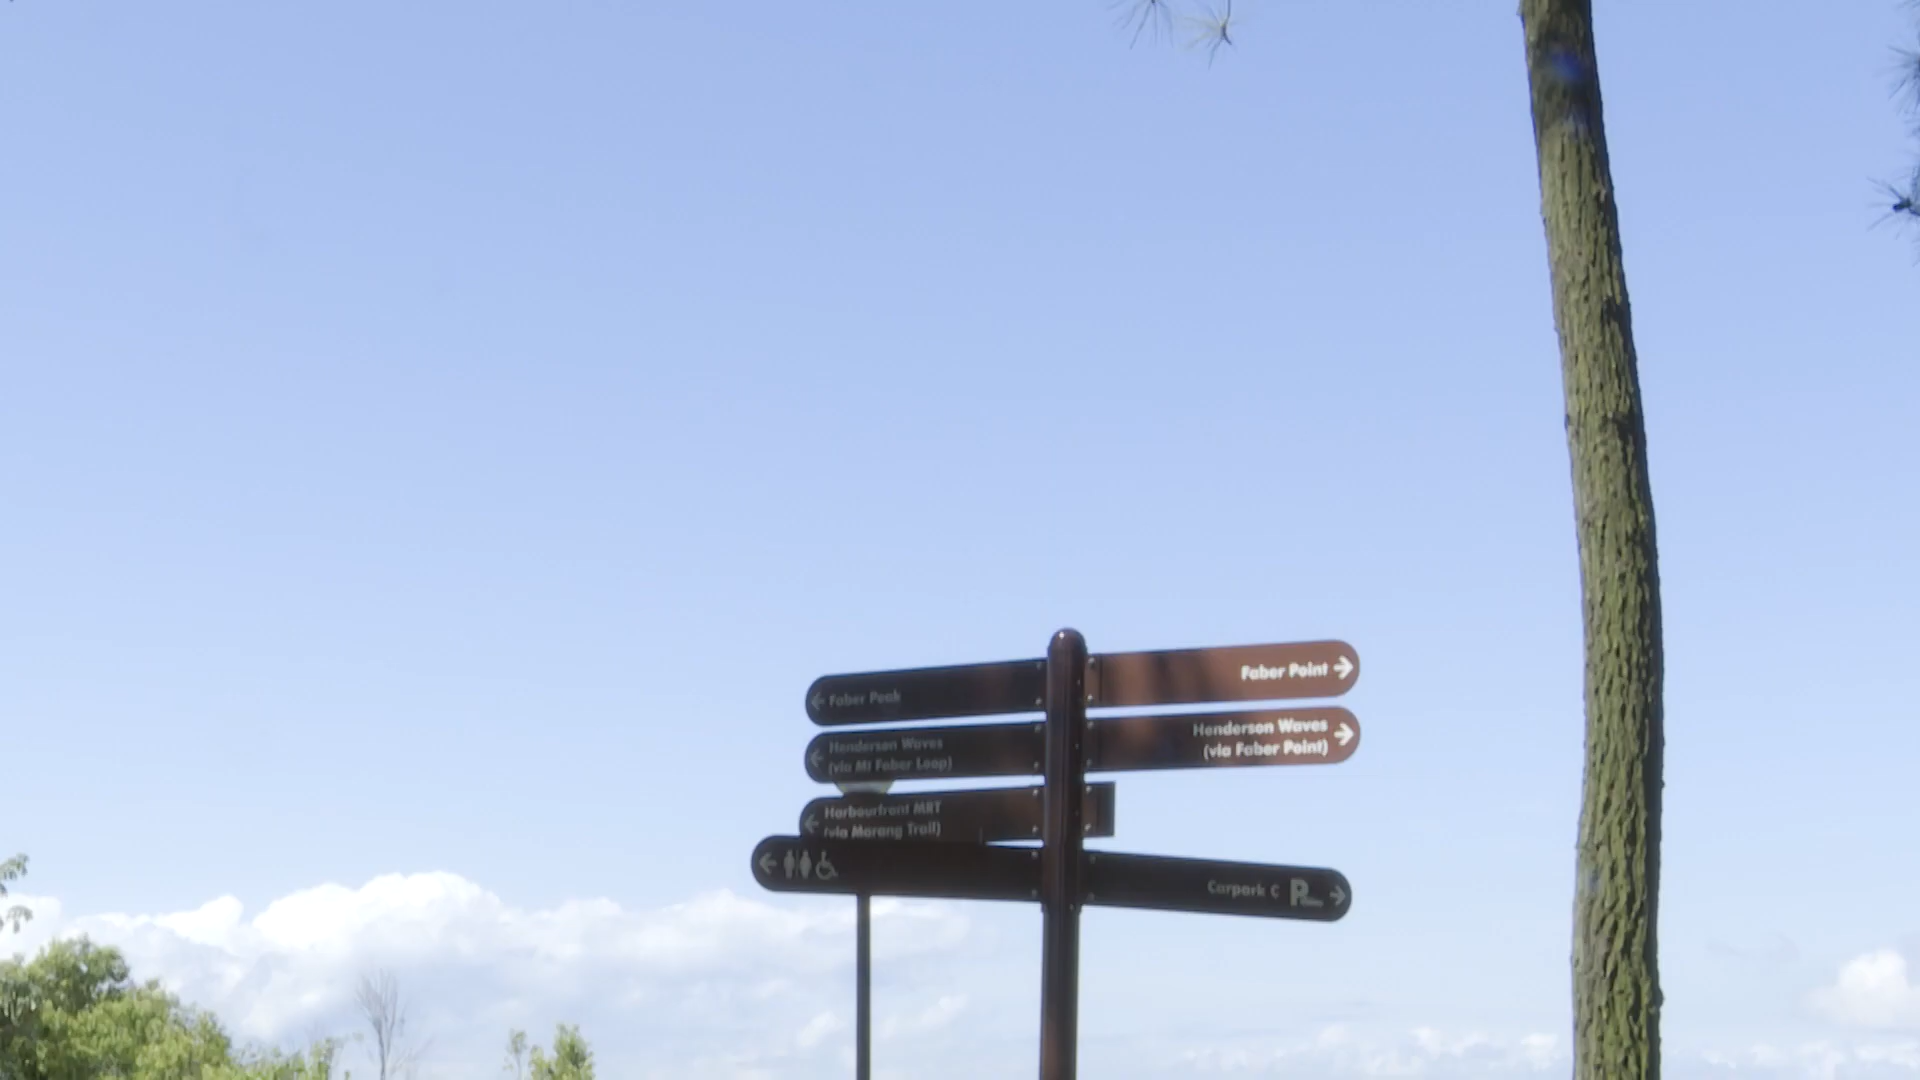 Faber Peak
Henderson Waves
(via Mt Faber Loop)
Harbourfront MRT
(via Marang Trail)
Faber Point
Henderson Waves
(via Faber Point)
Carpark C P